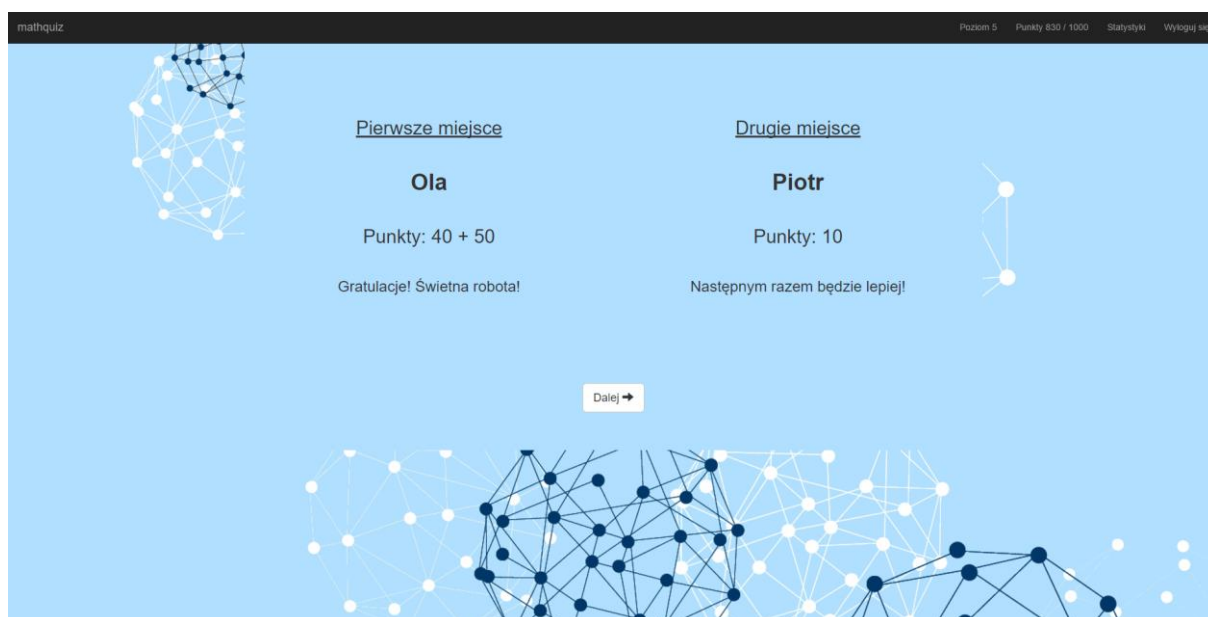 mathquiz
Poziom 5 Punkty 830 / 1000 Statystyki Wyloguj się
Pierwsze miejsce
Ola
Punkty: 40 + 50
Gratulacje! Świetna robota!
Drugie miejsce
Piotr
Punkty: 10
Następnym razem będzie lepiej!
Dalej